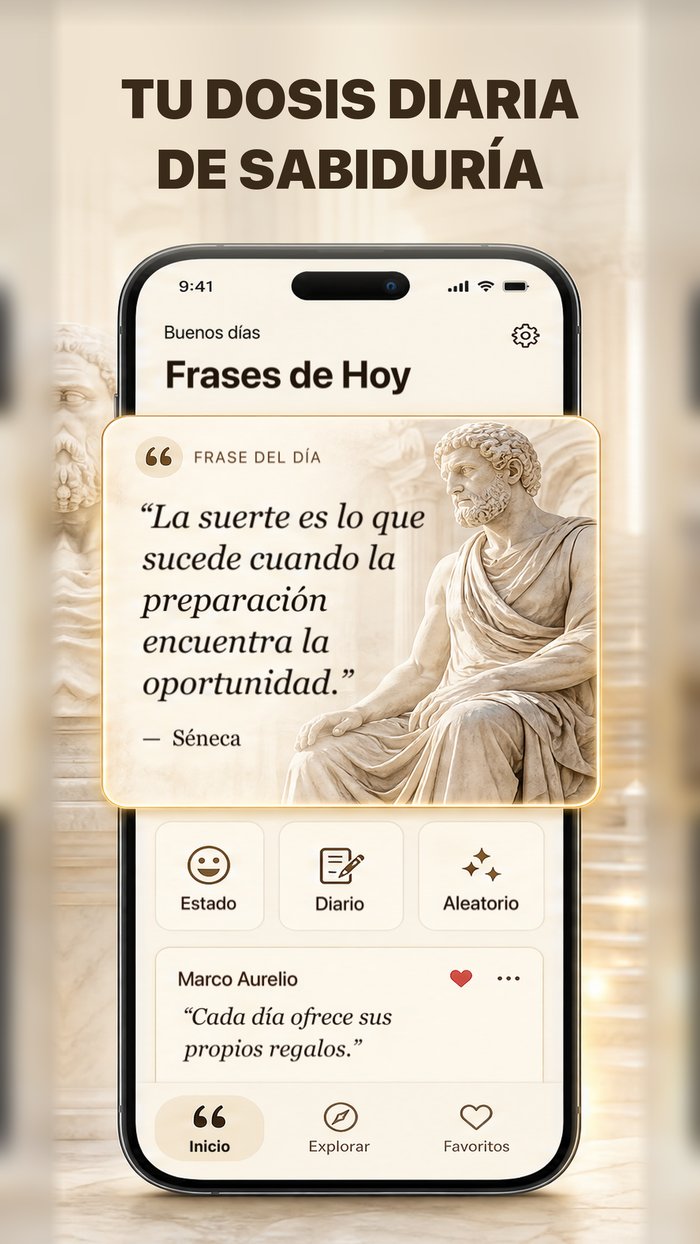 TU DOSIS DIARIA
DE SABIDURÍA
9:41
Buenos días
Frases de Hoy
FRASE DEL DÍA
“La suerte es lo que
sucede cuando la
preparación
encuentra la
oportunidad.”
— Séneca
Estado
Diario
Aleatorio
Marco Aurelio
“Cada día ofrece sus
propios regalos.”
Inicio
Explorar
Favoritos